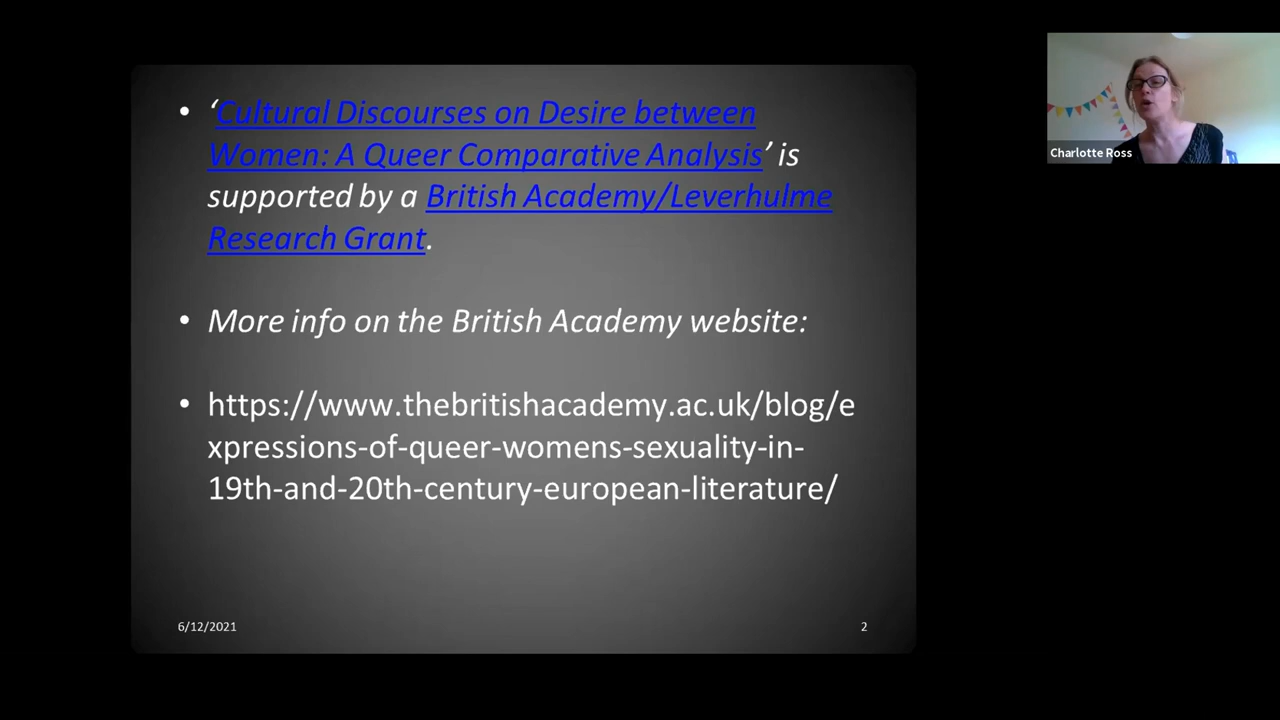 • ‘Cultural Discourses on Desire between
Women: A Queer Comparative Analysis’ is
supported by a British Academy/Leverhulme
Research Grant.
• More info on the British Academy website:
• https://www.thebritishacademy.ac.uk/blog/e
xpressions-of-queer-womens-sexuality-in-
19th-and-20th-century-european-literature/
6/12/2021
2
Charlotte Ross